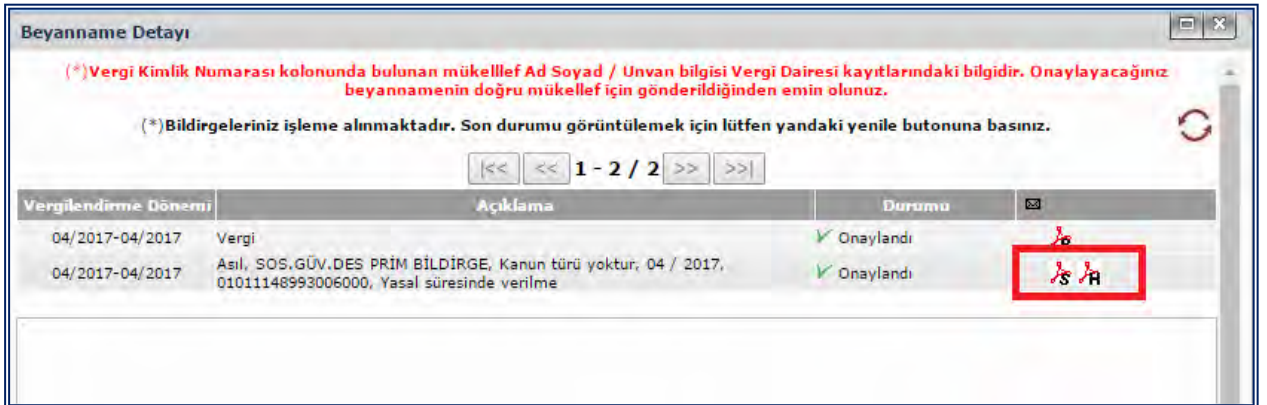 Beyanname Detayı
(*)Vergi Kimlik Numarası kolonunda bulunan mükelllef Ad Soyad / Unvan bilgisi Vergi Dairesi kayıtlarındaki bilgidir. Onaylayacağınız
beyannamenin doğru mükellef için gönderildiğinden emin olunuz.
(*)Bildirgeleriniz işleme alınmaktadır. Son durumu görüntülemek için lütfen yandaki yenile butonuna basınız.
|<< << 1 - 2 / 2 >> >>|
Vergilendirme Dönemi Açıklama Durumu
04/2017-04/2017 Vergi Onaylandı
04/2017-04/2017 Asıl, SOS.GÜV.DES PRİM BİLDİRGE, Kanun türü yoktur, 04 / 2017, Onaylandı S H
01011148993006000, Yasal süresinde verilme